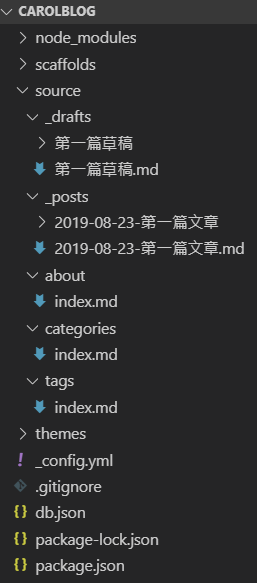 CAROLBLOG
node_modules
scaffolds
source
_drafts
第一篇草稿
第一篇草稿.md
_posts
2019-08-23-第一篇文章
2019-08-23-第一篇文章.md
about
index.md
categories
index.md
tags
index.md
themes
_config.yml
.gitignore
db.json
package-lock.json
package.json